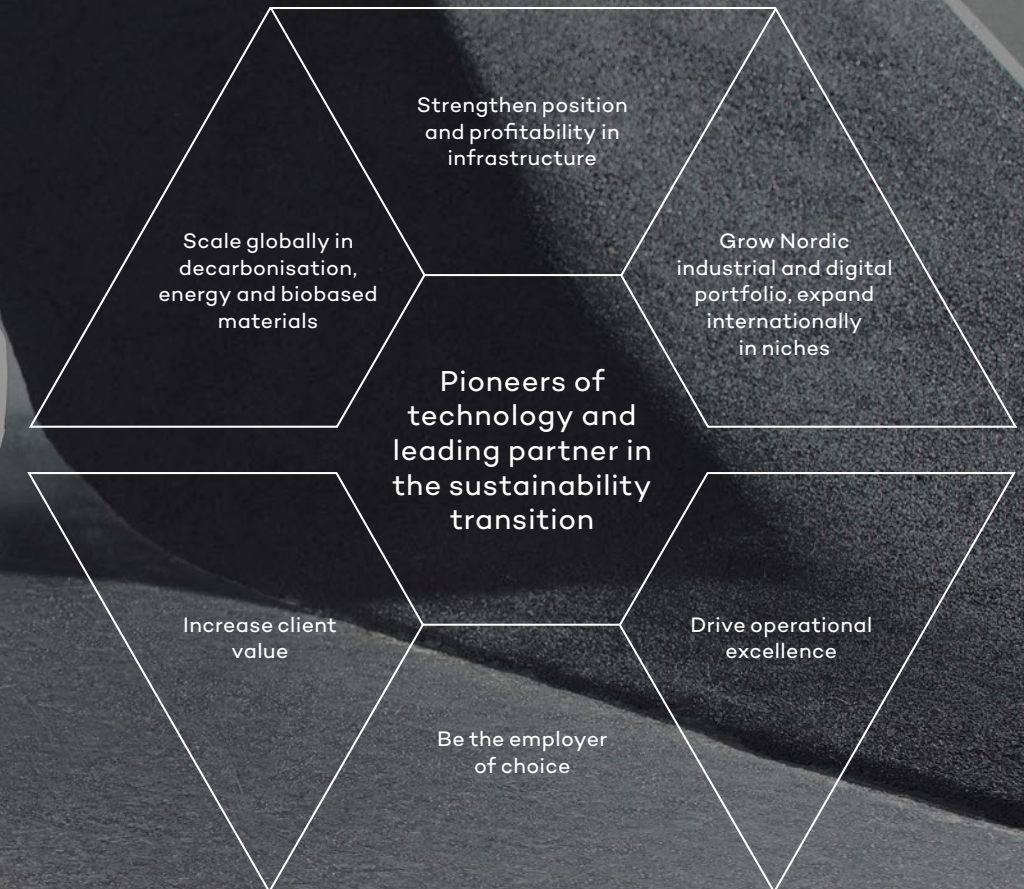 Strengthen position
and profitability in
infrastructure
Scale globally in
decarbonisation,
energy and biobased
materials
Grow Nordic
industrial and digital
portfolio, expand
internationally
in niches
Pioneers of
technology and
leading partner in
the sustainability
transition
Increase client
value
Drive operational
excellence
Be the employer
of choice